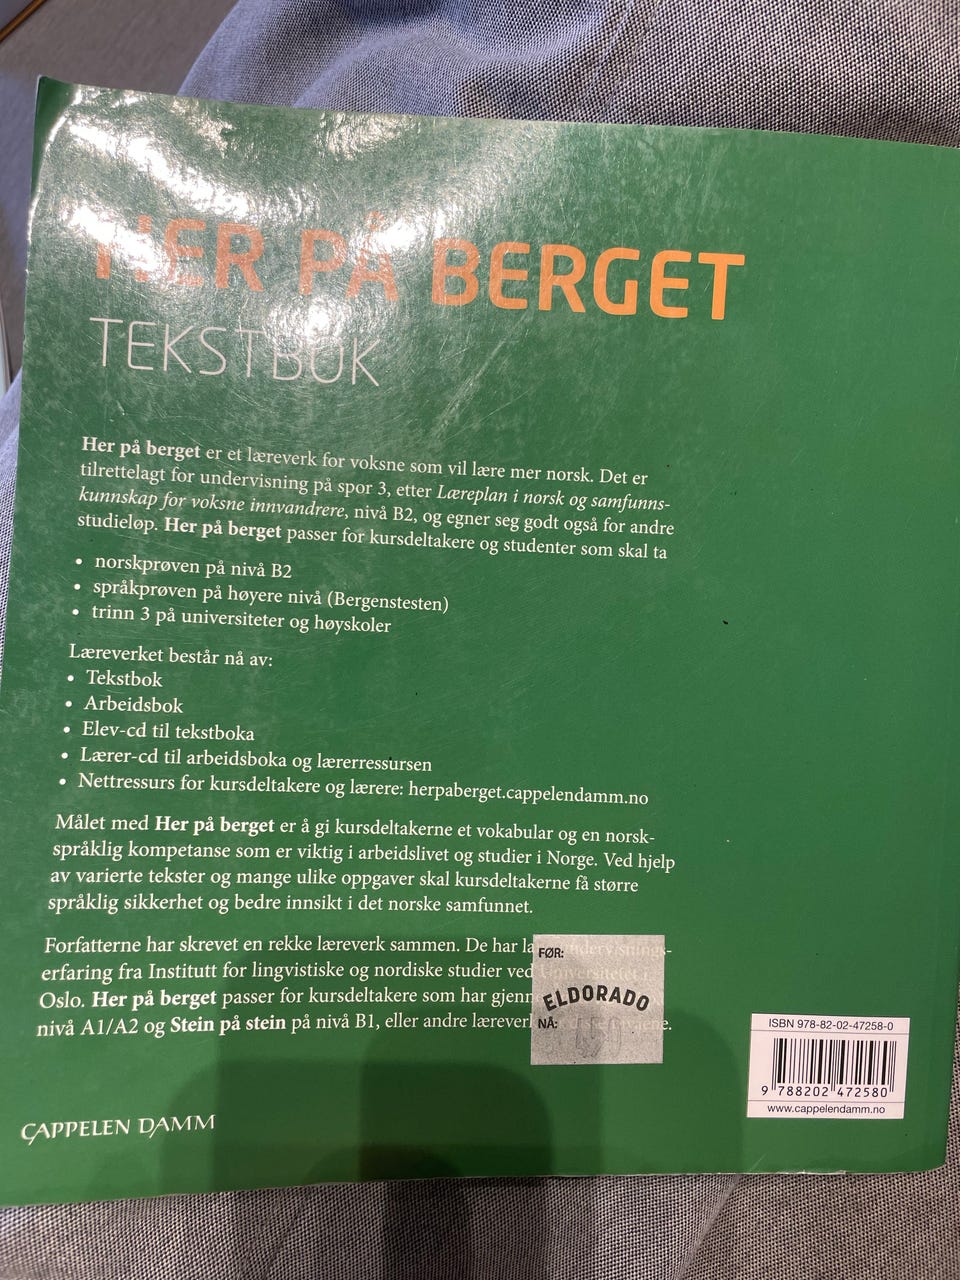 HER PÅ BERGET
TEKSTBOK
Her på berget er et læreverk for voksne som vil lære mer norsk. Det er
tilrettelagt for undervisning på spor 3, etter Læreplan i norsk og samfunns-
kunnskap for voksne innvandrere, nivå B2, og egner seg godt også for andre
studieløp. Her på berget passer for kursdeltakere og studenter som skal ta
• norskprøven på nivå B2
• språkprøven på høyere nivå (Bergenstesten)
• trinn 3 på universiteter og høyskoler
Læreverket består nå av:
• Tekstbok
• Arbeidsbok
• Elev-cd til tekstboka
• Lærer-cd til arbeidsboka og lærerressursen
• Nettressurs for kursdeltakere og lærere: herpaberget.cappelendamm.no
Målet med Her på berget er å gi kursdeltakerne et vokabular og en norsk-
språklig kompetanse som er viktig i arbeidslivet og studier i Norge. Ved hjelp
av varierte tekster og mange ulike oppgaver skal kursdeltakerne få større
språklig sikkerhet og bedre innsikt i det norske samfunnet.
Forfatterne har skrevet en rekke læreverk sammen. De har undervisnings-
erfaring fra Institutt for lingvistiske og nordiske studier ved Universitetet i
Oslo. Her på berget passer for kursdeltakere som har
nivå A1/A2 og Stein på stein på nivå B1, eller andre
FØR:
ELDORADO
NÅ:
ISBN 978-82-02-47258-0
9 788202 472580
www.cappelendamm.no
CAPPELEN DAMM